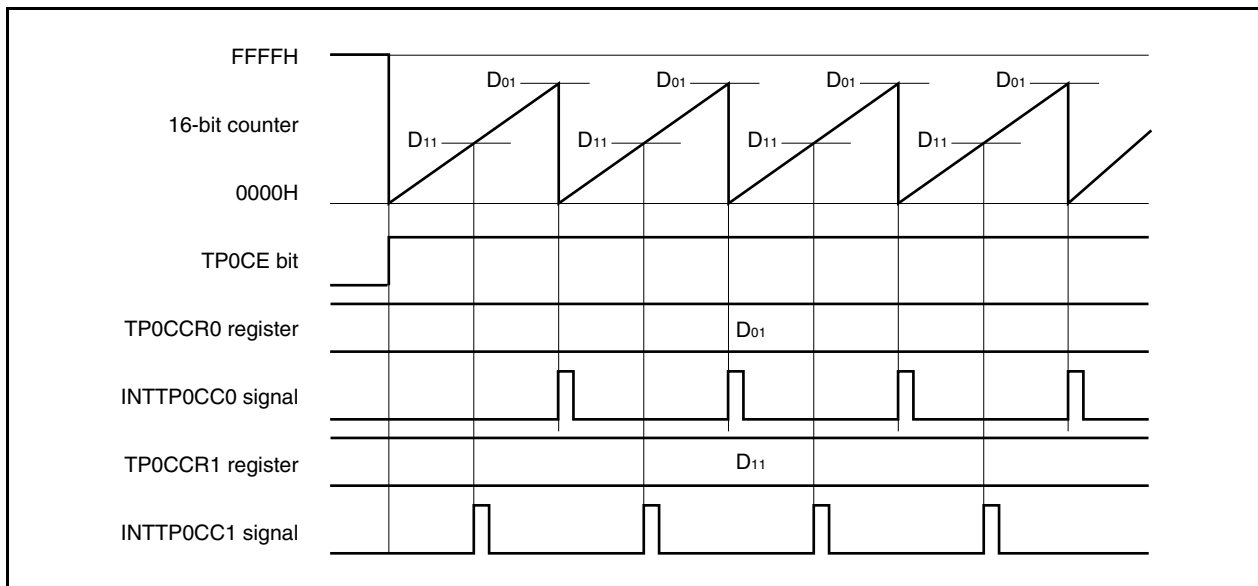 FFFFH
D01 D01 D01 D01
16-bit counter
D11 D11 D11 D11
0000H
TP0CE bit
TP0CCR0 register
D01
INTTP0CC0 signal
TP0CCR1 register
D11
INTTP0CC1 signal